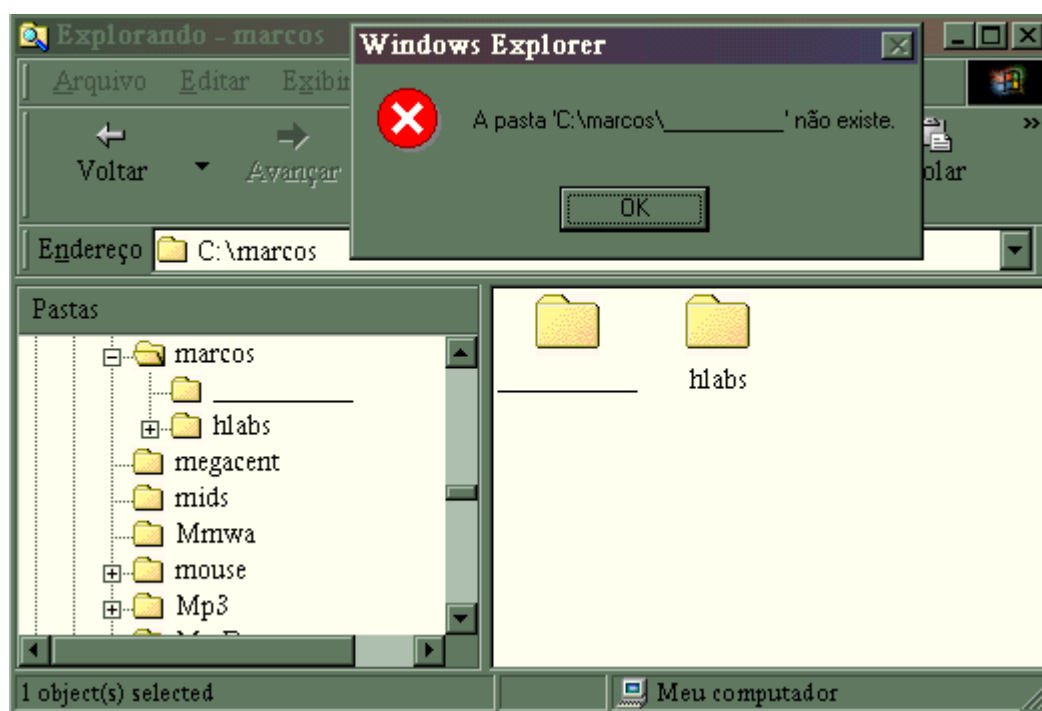 Explorando - marcos
Windows Explorer
Arquivo Editar Exibir
A pasta 'C:\marcos\__________' não existe.
Voltar
Avançar
olar
»
OK
Endereço C:\marcos
Pastas
marcos
__________
hlabs
megacent
mids
Mmwa
mouse
Mp3
__________
hlabs
1 object(s) selected
Meu computador